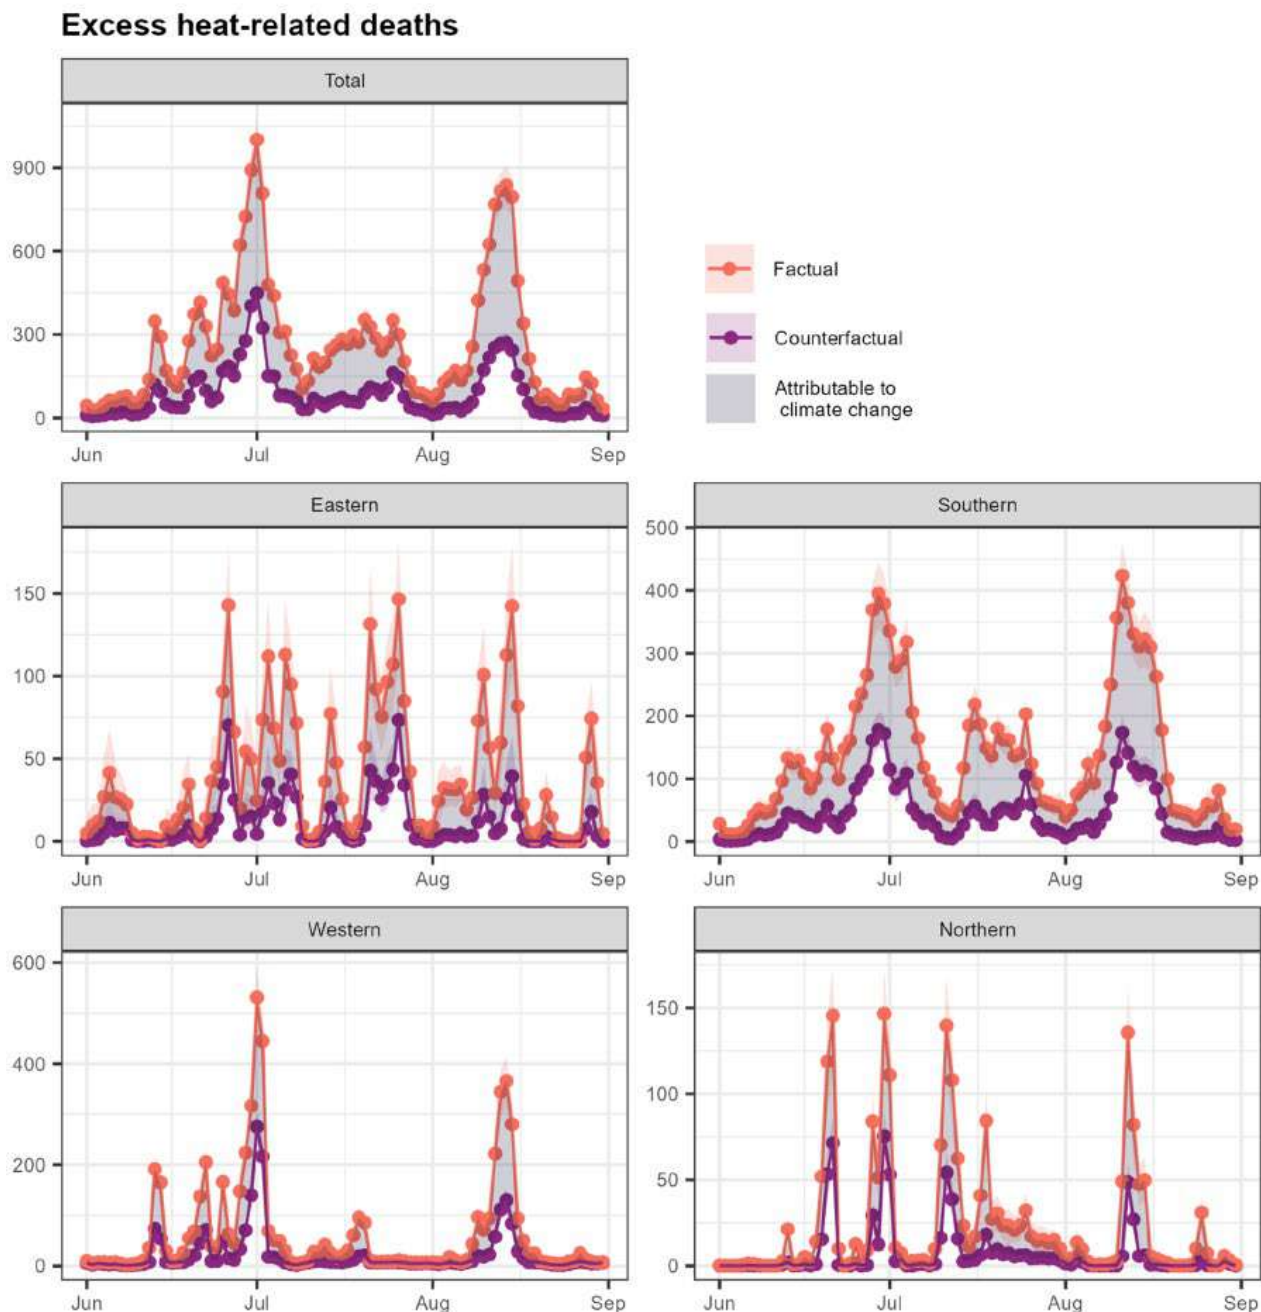 Excess heat-related deaths
Total
900
600
300
0
Jun Jul Aug Sep
Factual
Counterfactual
Attributable to
climate change
Eastern
150
100
50
0
Jun Jul Aug Sep
Southern
500
400
300
200
100
0
Jun Jul Aug Sep
Western
600
400
200
0
Jun Jul Aug Sep
Northern
150
100
50
0
Jun Jul Aug Sep